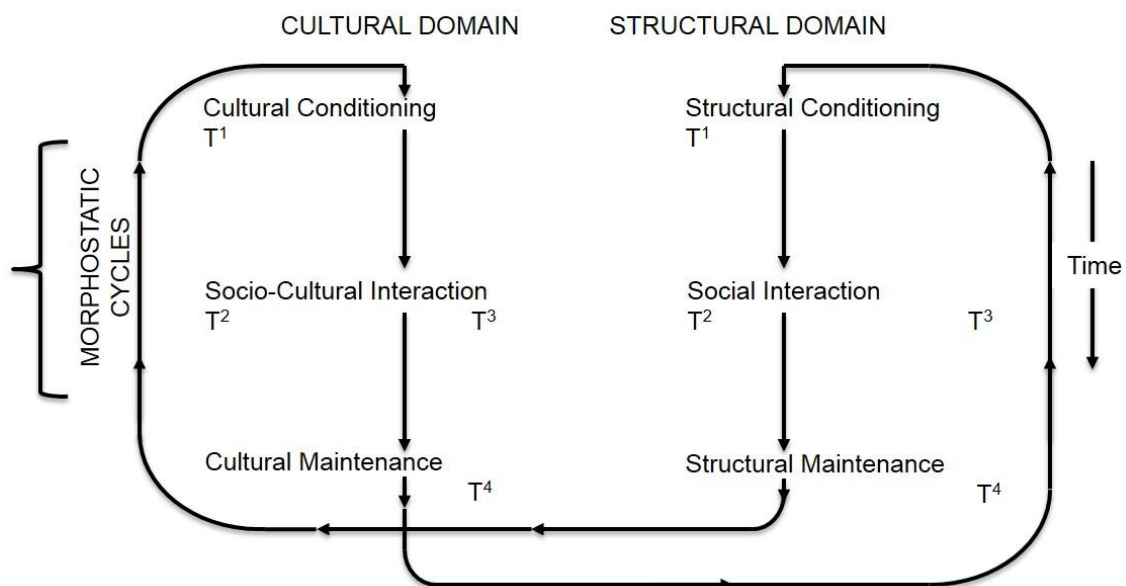 CULTURAL DOMAIN
STRUCTURAL DOMAIN
Cultural Conditioning
T¹
Structural Conditioning
T¹
MORPHOSTATIC
CYCLES
Time
Socio-Cultural Interaction
T² T³
Social Interaction
T² T³
Cultural Maintenance
T⁴
Structural Maintenance
T⁴